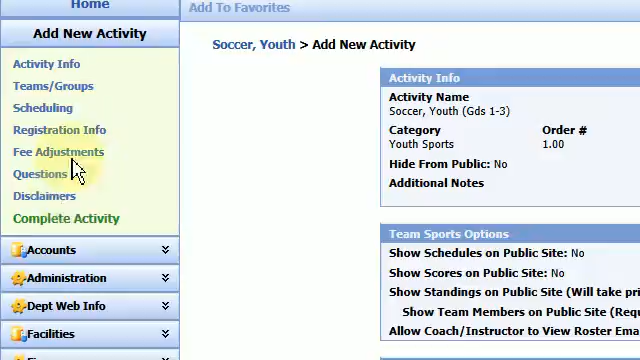 Home
Add To Favorites
Add New Activity
Soccer, Youth > Add New Activity
Activity Info
Teams/Groups
Scheduling
Registration Info
Fee Adjustments
Questions
Disclaimers
Complete Activity
Accounts
Administration
Dept Web Info
Facilities
Activity Info
Activity Name
Soccer, Youth (Gds 1-3)
Category
Order #
Youth Sports
1.00
Hide From Public: No
Additional Notes
Team Sports Options
Show Schedules on Public Site: No
Show Scores on Public Site: No
Show Standings on Public Site (Will take pri
Show Team Members on Public Site (Requ
Allow Coach/Instructor to View Roster Ema